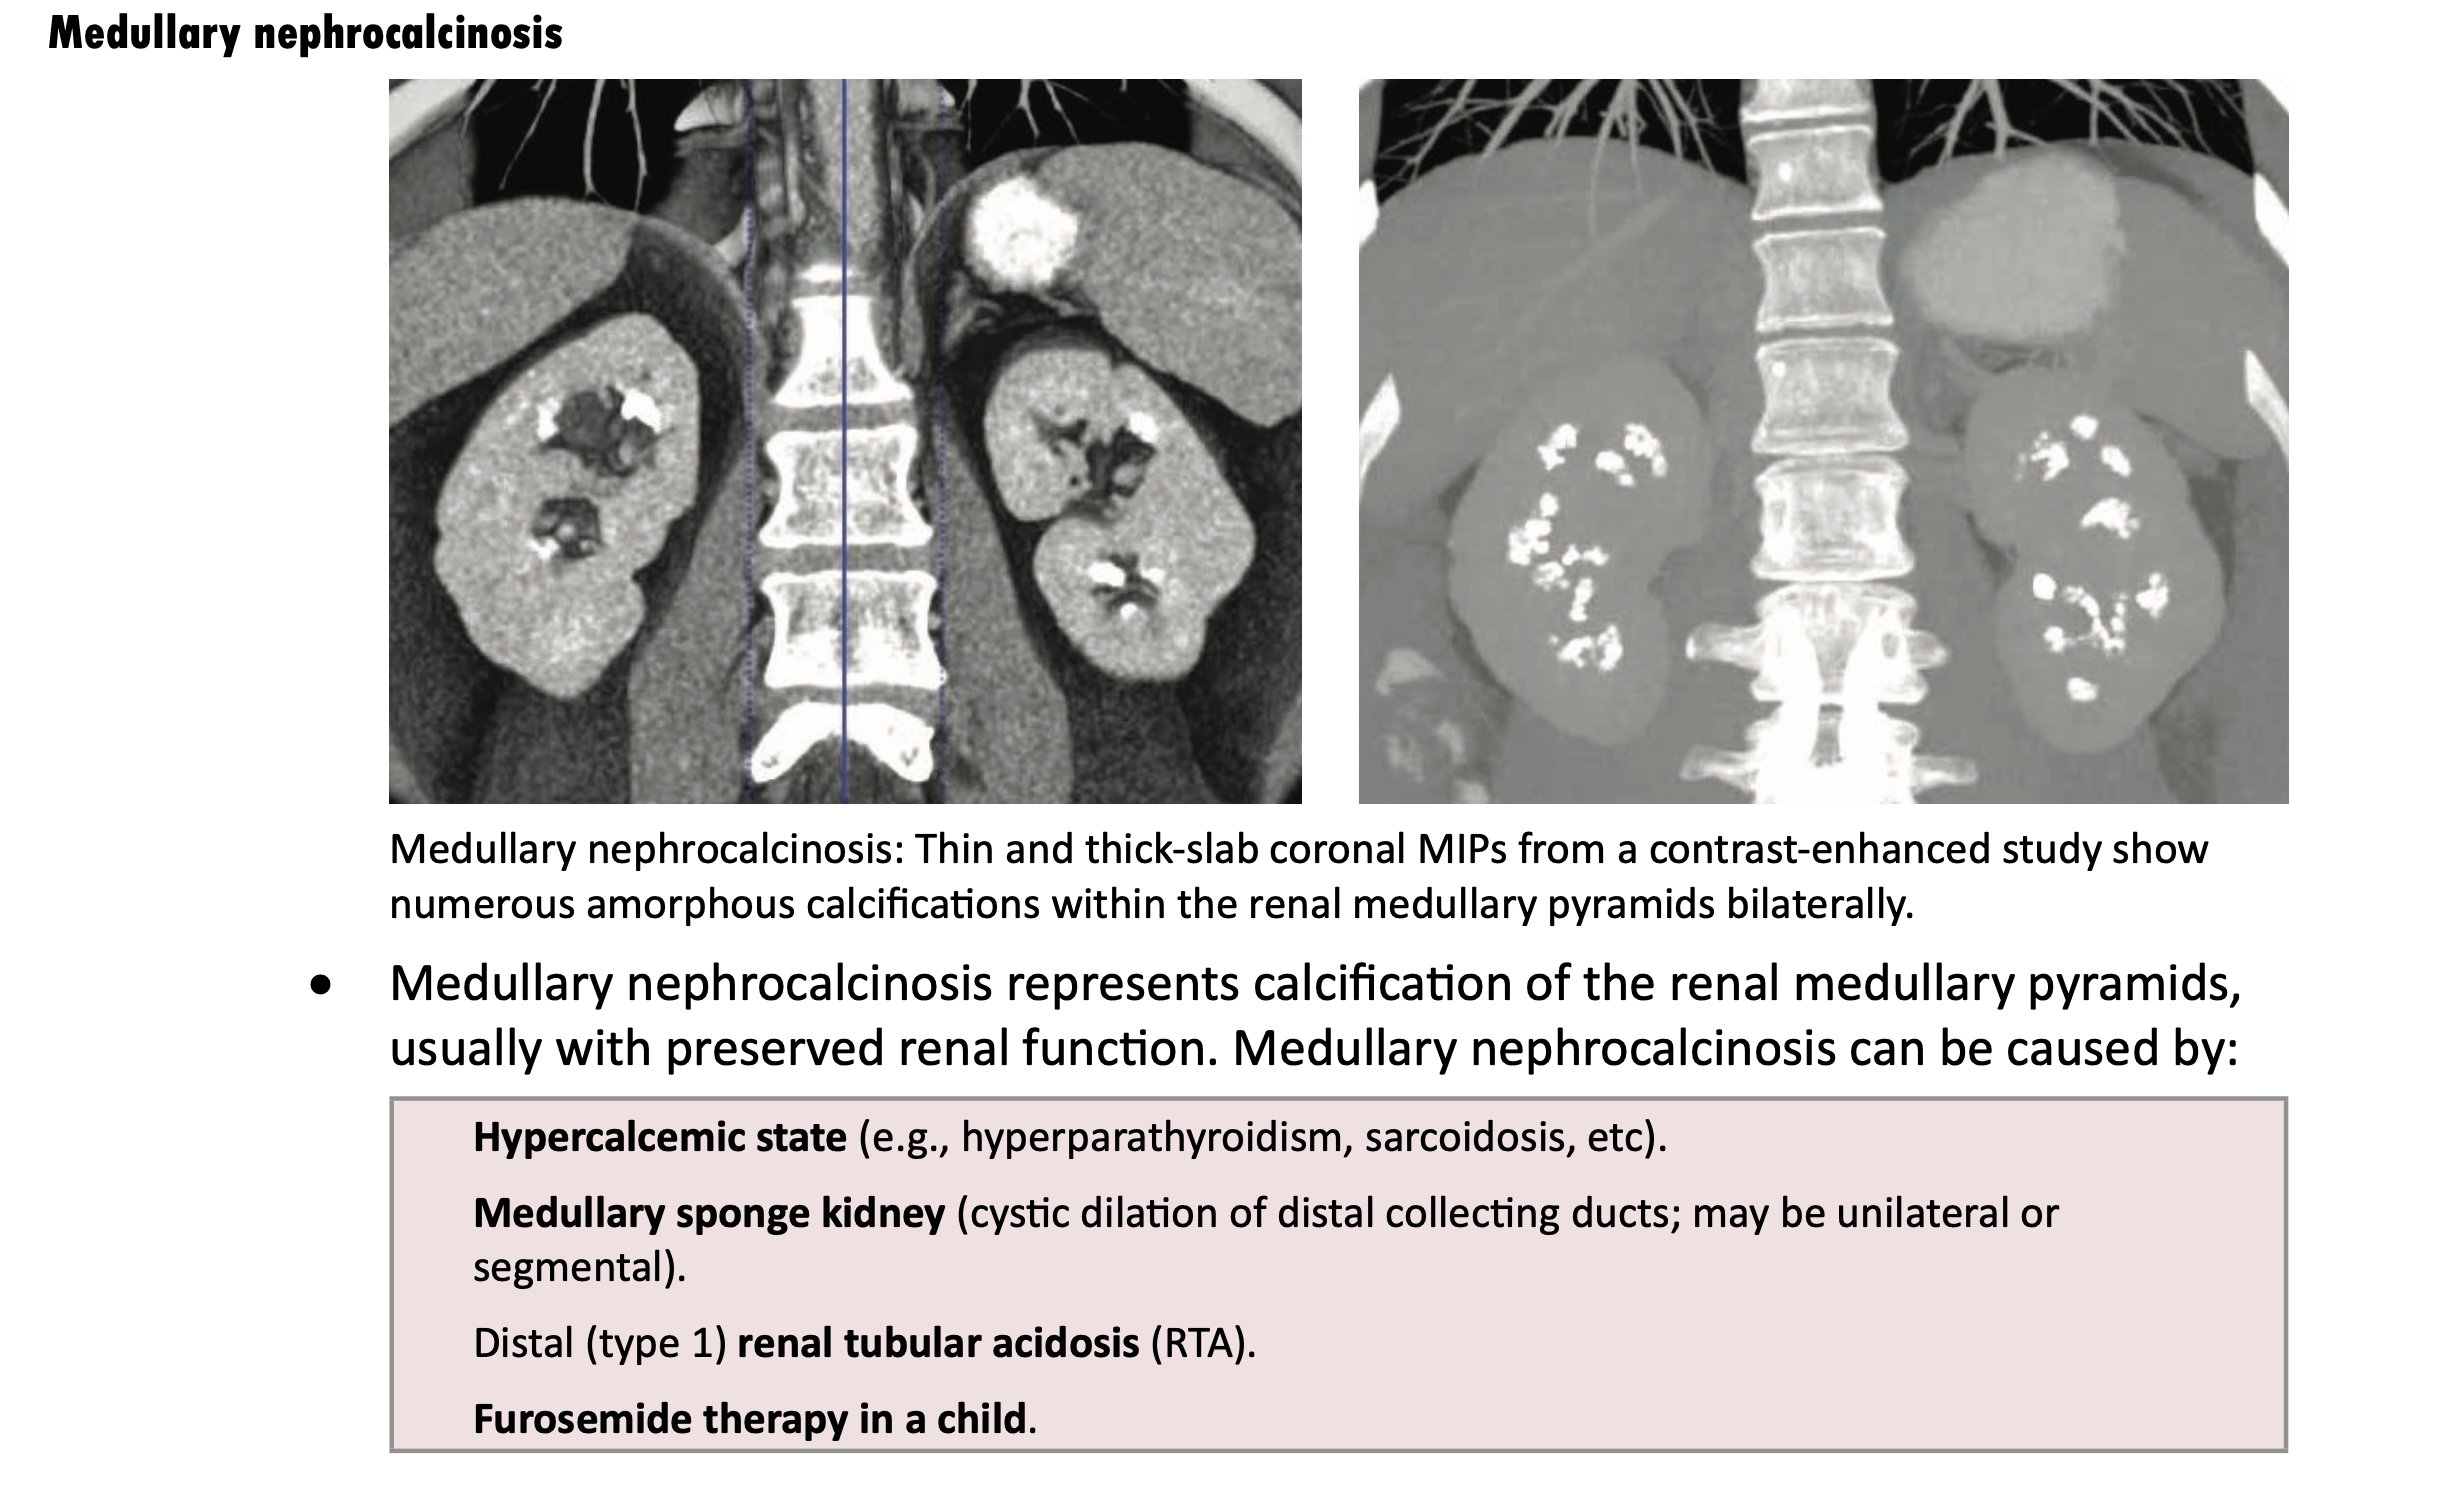 Medullary nephrocalcinosis
Medullary nephrocalcinosis: Thin and thick-slab coronal MIPs from a contrast-enhanced study show
numerous amorphous calcifications within the renal medullary pyramids bilaterally.
• Medullary nephrocalcinosis represents calcification of the renal medullary pyramids,
usually with preserved renal function. Medullary nephrocalcinosis can be caused by:
Hypercalcemic state (e.g., hyperparathyroidism, sarcoidosis, etc).
Medullary sponge kidney (cystic dilation of distal collecting ducts; may be unilateral or
segmental).
Distal (type 1) renal tubular acidosis (RTA).
Furosemide therapy in a child.